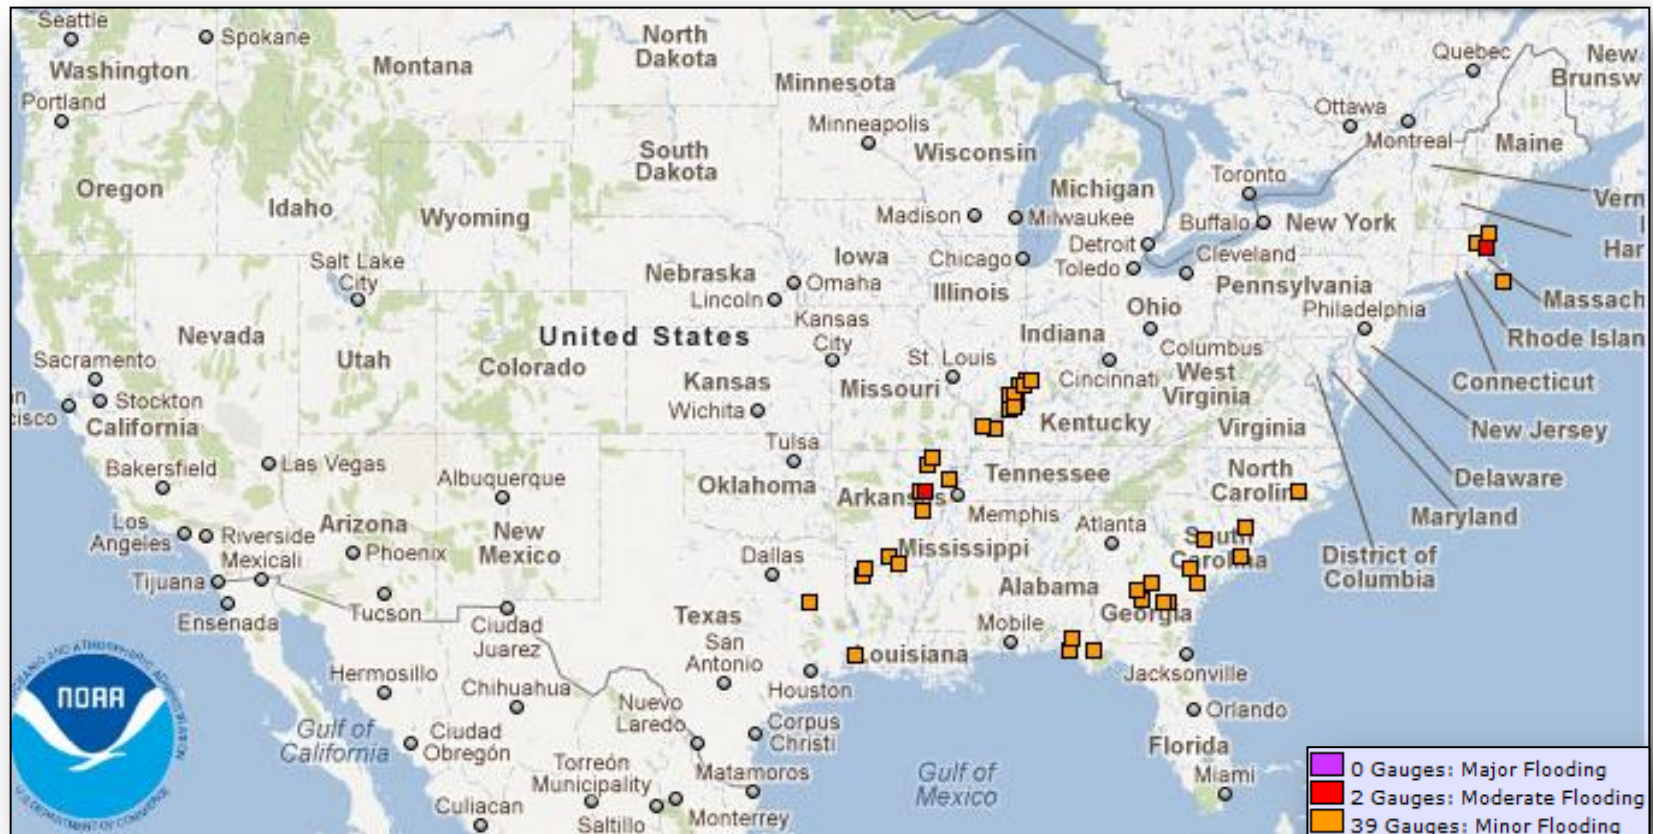 Seattle
Spokane
Washington
Montana
North
Dakota
Minnesota
Quebec
New
Brunsw
Portland
Minneapolis
Ottawa
Montreal
Maine
Oregon
Idaho
Wyoming
South
Dakota
Wisconsin
Michigan
Toronto
Vern
Madison
Milwaukee
Buffalo
New York
Har
Salt Lake
City
Nebraska
Iowa
Chicago
Detroit
Toledo
Cleveland
Omaha
Lincoln
Illinois
Ohio
Pennsylvania
Massach
Nevada
United States
Kansas
City
Indiana
Philadelphia
Rhode Islan
Sacramento
Utah
Colorado
Kansas
Missouri
St. Louis
Cincinnati
Columbus
West
Virginia
Connecticut
cisco
Stockton
California
Wichita
Kentucky
Virginia
New Jersey
Bakersfield
Las Vegas
Albuquerque
Tulsa
Oklahoma
Arkansas
Tennessee
North
Carolina
Delaware
Los
Angeles
Riverside
Mexicali
Arizona
Phoenix
New
Mexico
Memphis
Atlanta
Maryland
Tijuana
Dallas
Mississippi
South
Carolina
District of
Columbia
Ensenada
Tucson
Ciudad
Juarez
Texas
Alabama
Georgia
San
Antonio
Mobile
Louisiana
Jacksonville
Hermosillo
Chihuahua
Nuevo
Laredo
Houston
Orlando
NOAA
Gulf of
California
Ciudad
Obregón
Corpus
Christi
Florida
Torreón
Municipality
Matamoros
Gulf of
Mexico
Miami
Culiacan
Saltillo
Monterrey
0 Gauges: Major Flooding
2 Gauges: Moderate Flooding
39 Gauges: Minor Flooding